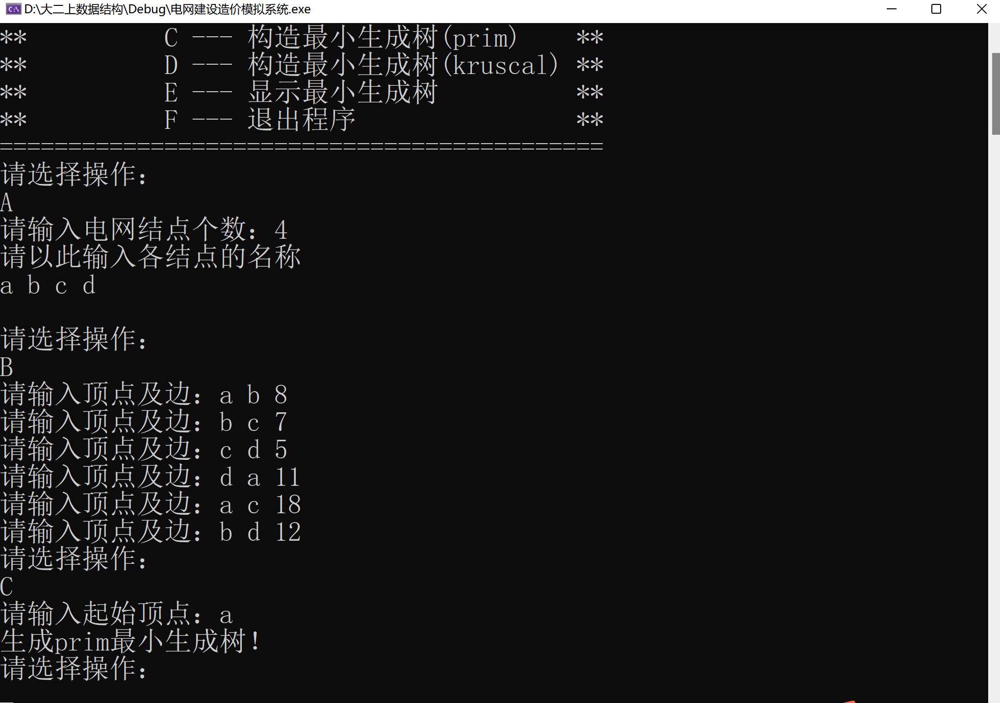 D:\大二上数据结构\Debug\电网建设造价模拟系统.exe
** C --- 构造最小生成树(prim) **
** D --- 构造最小生成树(kruscal) **
** E --- 显示最小生成树 **
** F --- 退出程序 **
============================================
请选择操作：
A
请输入电网结点个数：4
请以此输入各结点的名称
a b c d
请选择操作：
B
请输入顶点及边：a b 8
请输入顶点及边：b c 7
请输入顶点及边：c d 5
请输入顶点及边：d a 11
请输入顶点及边：a c 18
请输入顶点及边：b d 12
请选择操作：
C
请输入起始顶点：a
生成prim最小生成树！
请选择操作：